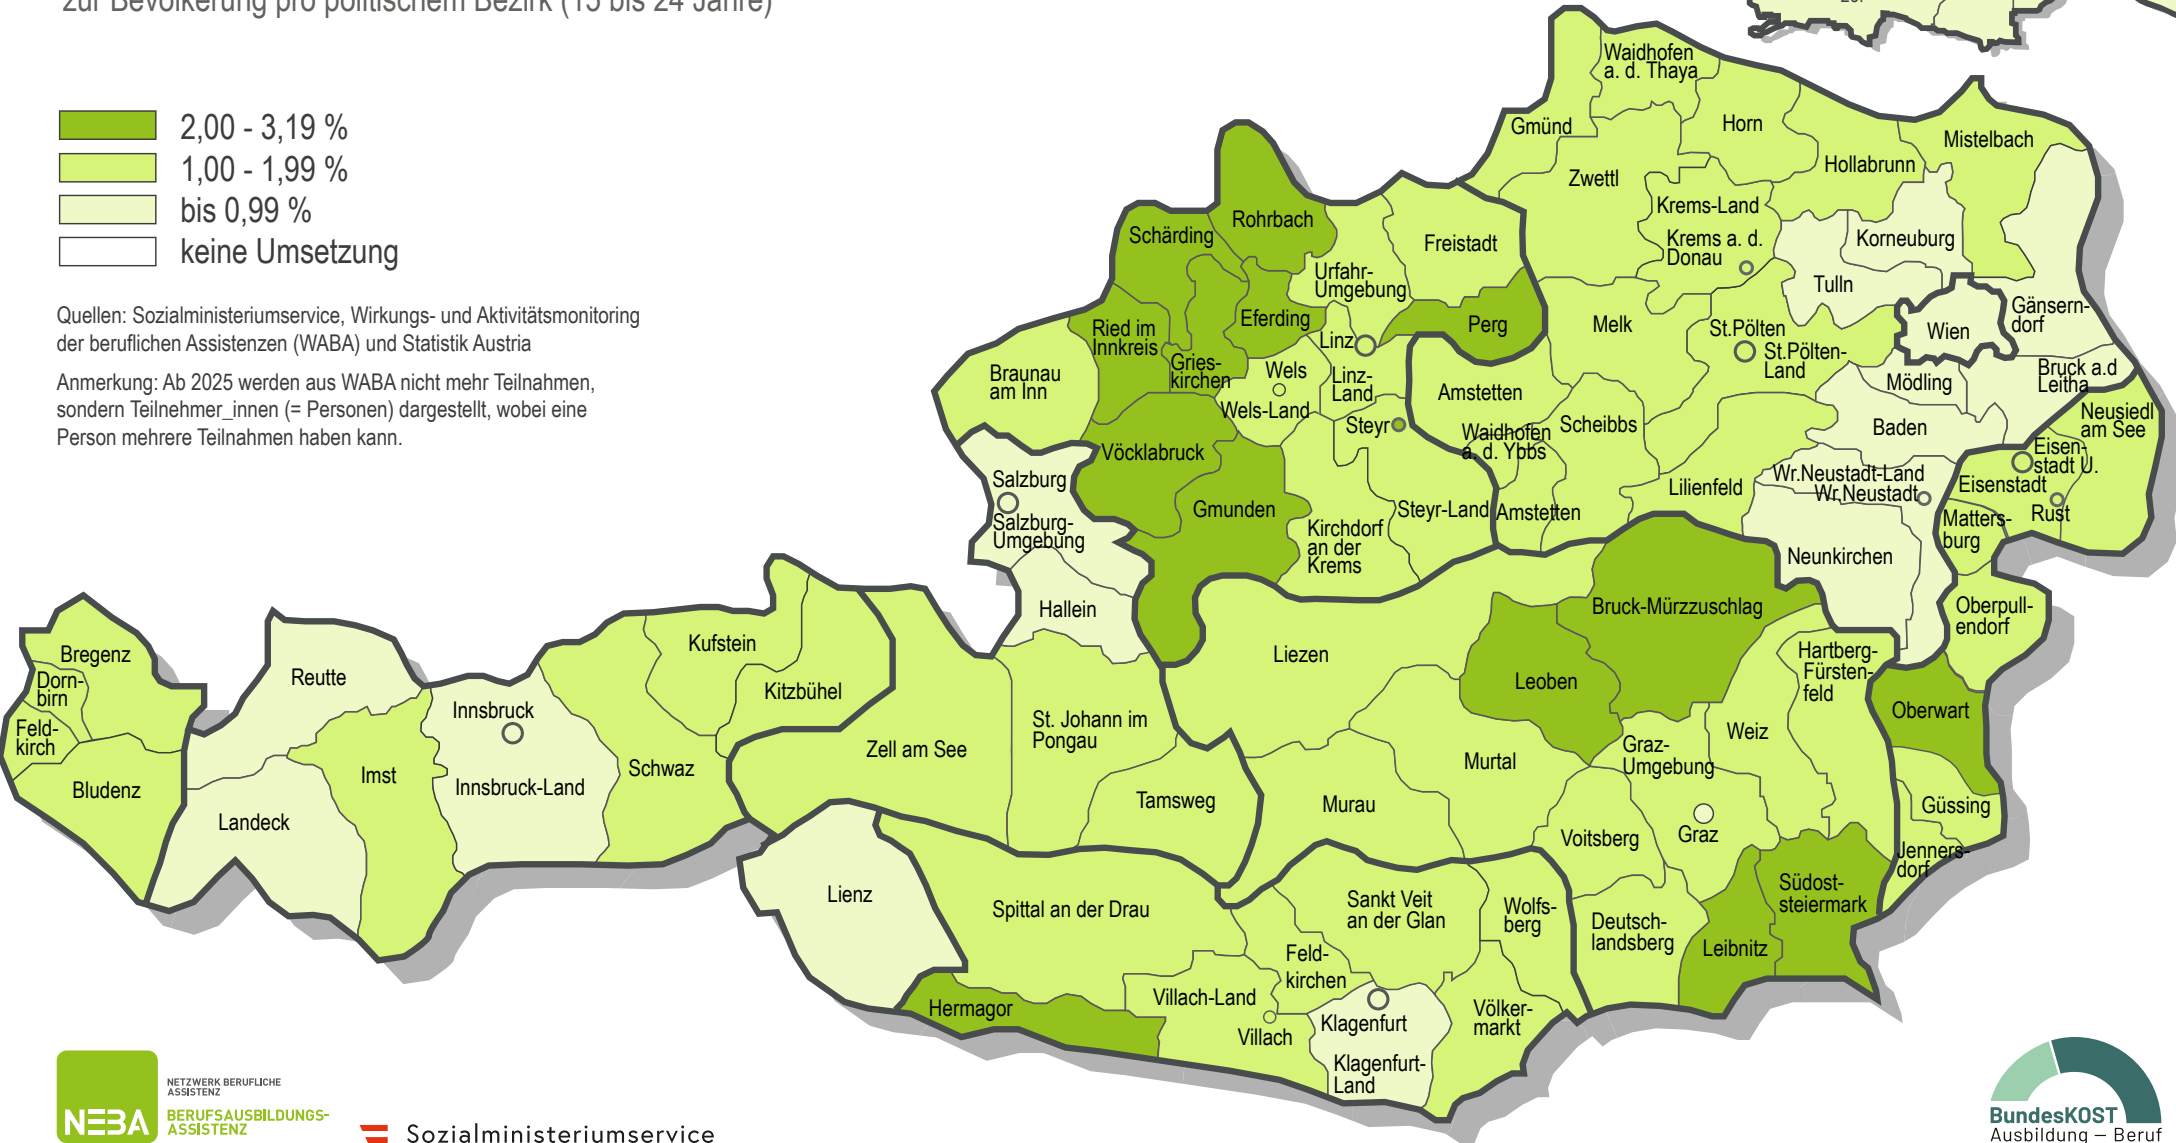 zur Bevölkerung pro politischem Bezirk (15 bis 24 Jahre)
2,00 - 3,19 %
1,00 - 1,99 %
bis 0,99 %
keine Umsetzung
Quellen: Sozialministeriumservice, Wirkungs- und Aktivitätsmonitoring
der beruflichen Assistenzen (WABA) und Statistik Austria
Anmerkung: Ab 2025 werden aus WABA nicht mehr Teilnahmen,
sondern Teilnehmer_innen (= Personen) dargestellt, wobei eine
Person mehrere Teilnahmen haben kann.
Waidhofen
a. d. Thaya
Gmünd
Horn
Mistelbach
Hollabrunn
Zwettl
Krems-Land
Krems a. d.
Donau
Korneuburg
Tulln
Gänsern-
dorf
Wien
Rohrbach
Schärding
Freistadt
Urfahr-
Umgebung
Perg
Eferding
Ried im
Innkreis
Gries-
kirchen
Linz
Wels
Linz-
Land
Wels-Land
Steyr
Braunau
am Inn
Vöcklabruck
Gmunden
Kirchdorf
an der
Krems
Steyr-Land
Melk
St.Pölten
St.Pölten-
Land
Amstetten
Scheibbs
Waidhofen
a. d. Ybbs
Amstetten
Lilienfeld
Mödling
Bruck a.d
Leitha
Baden
Wr.Neustadt-Land
Wr.Neustadt
Neunkirchen
Neusiedl
am See
Eisen-
stadt U.
Eisenstadt
Rust
Matters-
burg
Oberpull-
endorf
Oberwart
Güssing
Jenners-
dorf
Salzburg
Salzburg-
Umgebung
Hallein
St. Johann im
Pongau
Zell am See
Tamsweg
Bregenz
Dorn-
birn
Feld-
kirch
Bludenz
Reutte
Landeck
Imst
Innsbruck
Innsbruck-Land
Schwaz
Kufstein
Kitzbühel
Lienz
Liezen
Leoben
Bruck-Mürzzuschlag
Hartberg-
Fürsten-
feld
Weiz
Graz-
Umgebung
Graz
Murtal
Murau
Voitsberg
Deutsch-
landsberg
Leibnitz
Südost-
steiermark
Spittal an der Drau
Hermagor
Villach-Land
Villach
Feld-
kirchen
Sankt Veit
an der Glan
Wolfs-
berg
Völker-
markt
Klagenfurt
Klagenfurt-
Land
NEBA
NETZWERK BERUFLICHE
ASSISTENZ
BERUFSAUSBILDUNGS-
ASSISTENZ
Sozialministeriumservice
BundesKOST
Ausbildung – Beruf